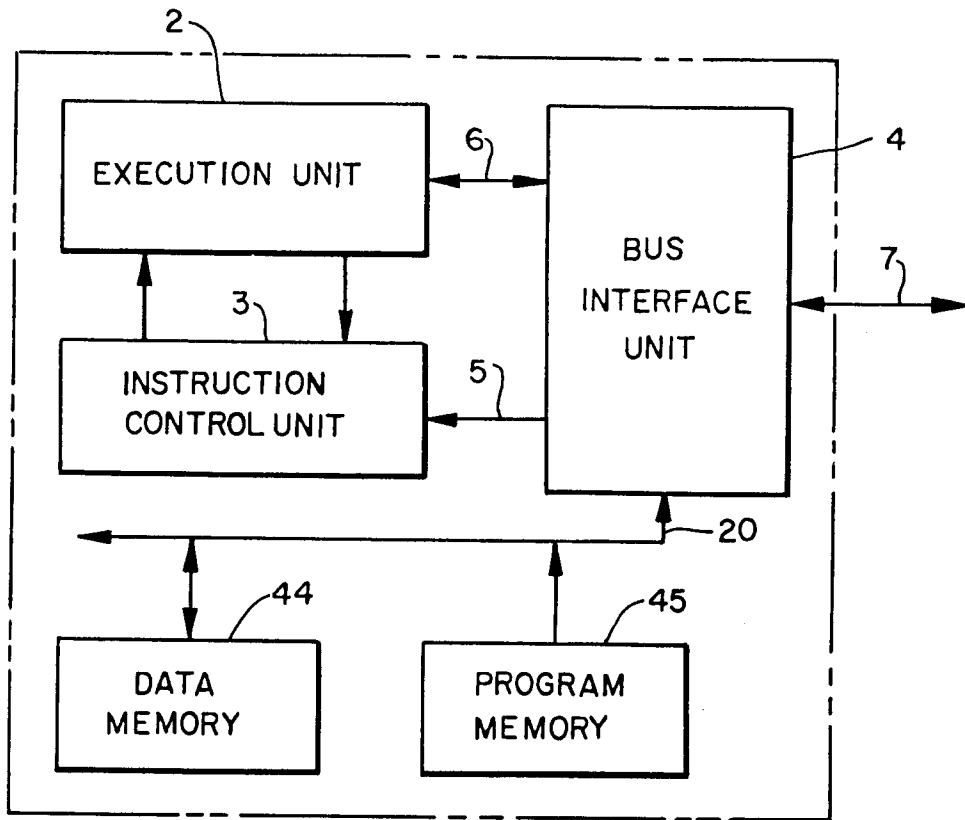 2
EXECUTION UNIT
6
4
BUS
INTERFACE
UNIT
7
3
INSTRUCTION
CONTROL UNIT
5
20
44
DATA
MEMORY
45
PROGRAM
MEMORY